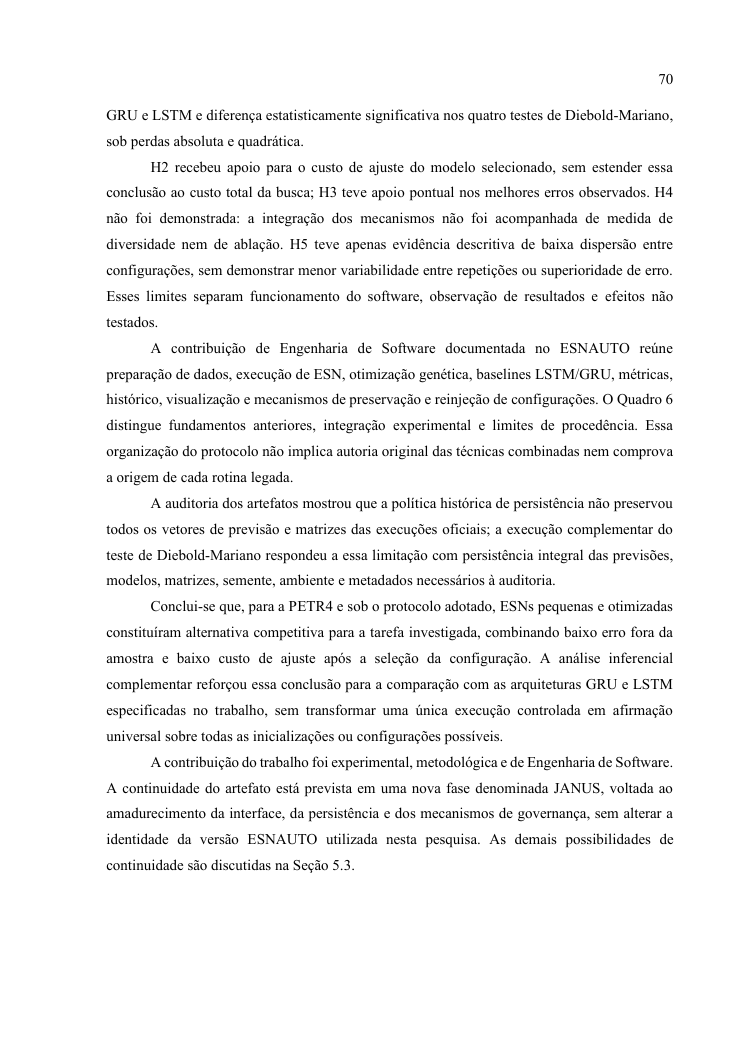 70
GRU e LSTM e diferença estatisticamente significativa nos quatro testes de Diebold-Mariano,
sob perdas absoluta e quadrática.
H2 recebeu apoio para o custo de ajuste do modelo selecionado, sem estender essa
conclusão ao custo total da busca; H3 teve apoio pontual nos melhores erros observados. H4
não foi demonstrada: a integração dos mecanismos não foi acompanhada de medida de
diversidade nem de ablação. H5 teve apenas evidência descritiva de baixa dispersão entre
configurações, sem demonstrar menor variabilidade entre repetições ou superioridade de erro.
Esses limites separam funcionamento do software, observação de resultados e efeitos não
testados.
A contribuição de Engenharia de Software documentada no ESNAUTO reúne
preparação de dados, execução de ESN, otimização genética, baselines LSTM/GRU, métricas,
histórico, visualização e mecanismos de preservação e reinjeção de configurações. O Quadro 6
distingue fundamentos anteriores, integração experimental e limites de procedência. Essa
organização do protocolo não implica autoria original das técnicas combinadas nem comprova
a origem de cada rotina legada.
A auditoria dos artefatos mostrou que a política histórica de persistência não preservou
todos os vetores de previsão e matrizes das execuções oficiais; a execução complementar do
teste de Diebold-Mariano respondeu a essa limitação com persistência integral das previsões,
modelos, matrizes, semente, ambiente e metadados necessários à auditoria.
Conclui-se que, para a PETR4 e sob o protocolo adotado, ESNs pequenas e otimizadas
constituíram alternativa competitiva para a tarefa investigada, combinando baixo erro fora da
amostra e baixo custo de ajuste após a seleção da configuração. A análise inferencial
complementar reforçou essa conclusão para a comparação com as arquiteturas GRU e LSTM
especificadas no trabalho, sem transformar uma única execução controlada em afirmação
universal sobre todas as inicializações ou configurações possíveis.
A contribuição do trabalho foi experimental, metodológica e de Engenharia de Software.
A continuidade do artefato está prevista em uma nova fase denominada JANUS, voltada ao
amadurecimento da interface, da persistência e dos mecanismos de governança, sem alterar a
identidade da versão ESNAUTO utilizada nesta pesquisa. As demais possibilidades de
continuidade são discutidas na Seção 5.3.